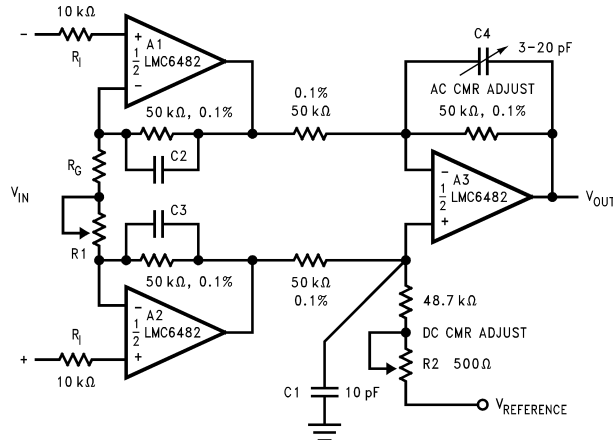 10 kΩ
−
R_I
+
A1
1/2 LMC6482
−
50 kΩ, 0.1%
C2
0.1%
50 kΩ
C4
3–20 pF
AC CMR ADJUST
50 kΩ, 0.1%
R_G
V_IN
R1
C3
50 kΩ, 0.1%
50 kΩ
0.1%
−
A3
1/2 LMC6482
+
V_OUT
−
A2
1/2 LMC6482
+
R_I
+
10 kΩ
48.7 kΩ
DC CMR ADJUST
R2 500Ω
C1
10 pF
V_REFERENCE